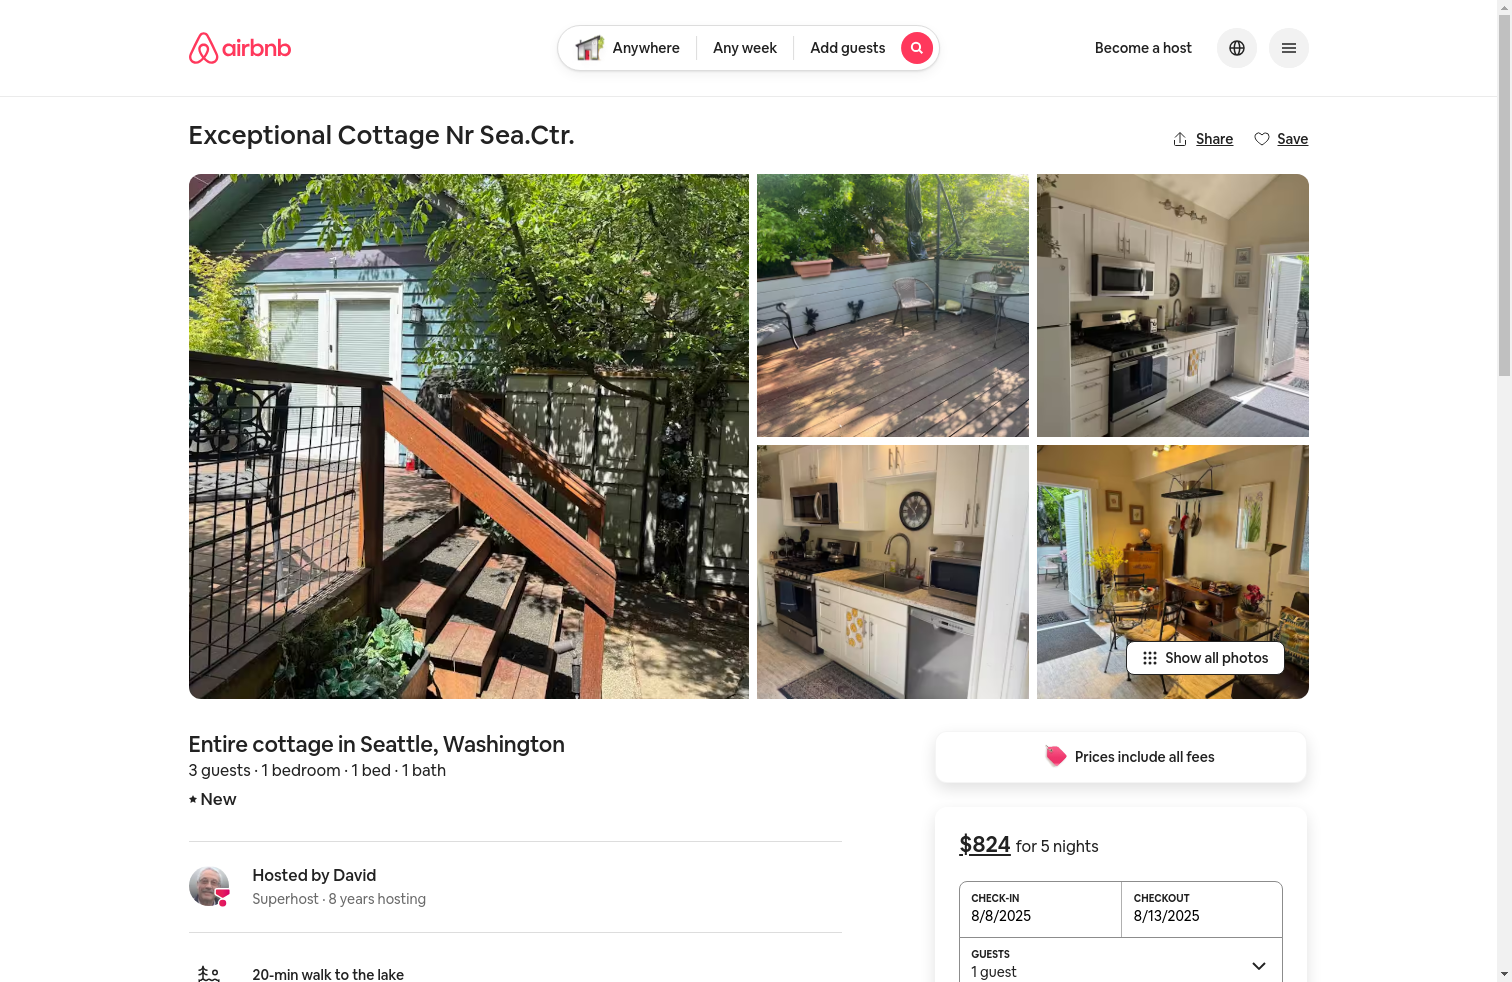 airbnb
Anywhere
Any week
Add guests
Become a host
Exceptional Cottage Nr Sea.Ctr.
Share
Save
Show all photos
Entire cottage in Seattle, Washington
3 guests · 1 bedroom · 1 bed · 1 bath
★ New
Hosted by David
Superhost · 8 years hosting
20-min walk to the lake
Prices include all fees
$824 for 5 nights
CHECK-IN
8/8/2025
CHECKOUT
8/13/2025
GUESTS
1 guest